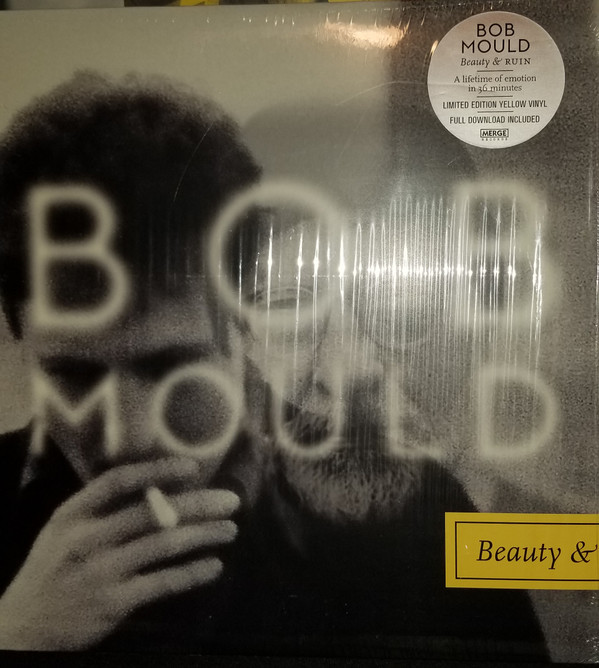 BOB
MOULD
Beauty & RUIN
A lifetime of emotion
in 36 minutes
LIMITED EDITION YELLOW VINYL
FULL DOWNLOAD INCLUDED
MERGE
RECORDS
BOB
MOULD
Beauty &